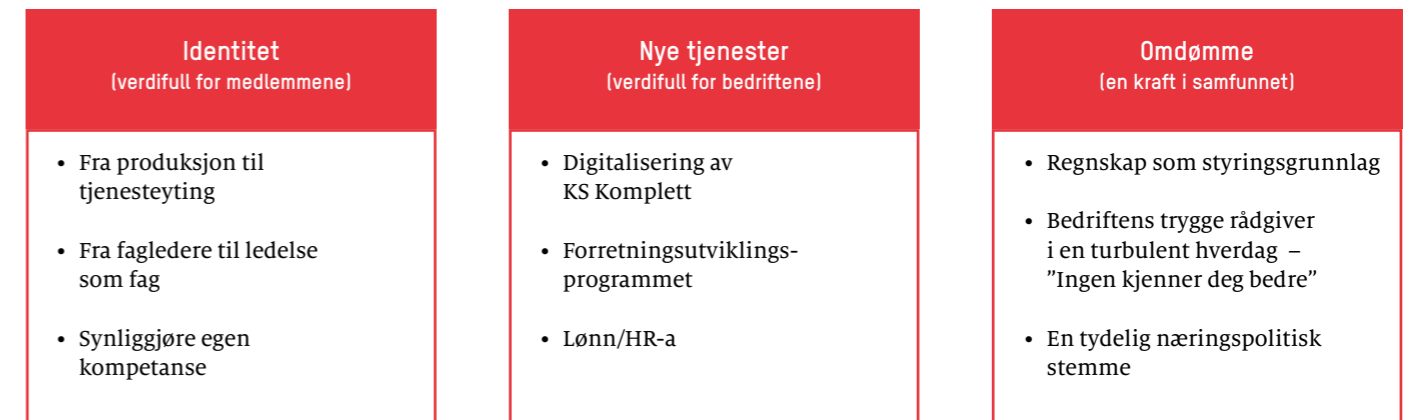 Identitet
(verdifull for medlemmene)
• Fra produksjon til
tjenesteyting
• Fra fagledere til ledelse
som fag
• Synliggjøre egen
kompetanse
Nye tjenester
(verdifull for bedriftene)
• Digitalisering av
KS Komplett
• Forretningsutviklings-
programmet
• Lønn/HR-a
Omdømme
(en kraft i samfunnet)
• Regnskap som styringsgrunnlag
• Bedriftens trygge rådgiver
i en turbulent hverdag –
”Ingen kjenner deg bedre”
• En tydelig næringspolitisk
stemme